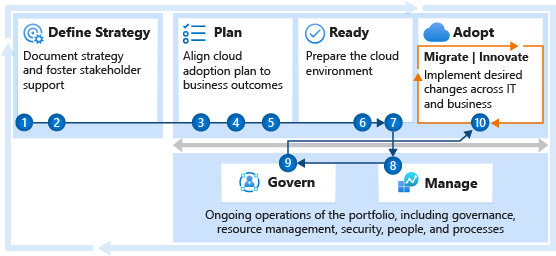 Define Strategy
Document strategy
and foster stakeholder
support
Plan
Align cloud
adoption plan to
business outcomes
Ready
Prepare the cloud
environment
Adopt
Migrate | Innovate
Implement desired
changes across IT
and business
1 2 3 4 5 6 7 10
9 8
Govern
Manage
Ongoing operations of the portfolio, including governance,
resource management, security, people, and processes